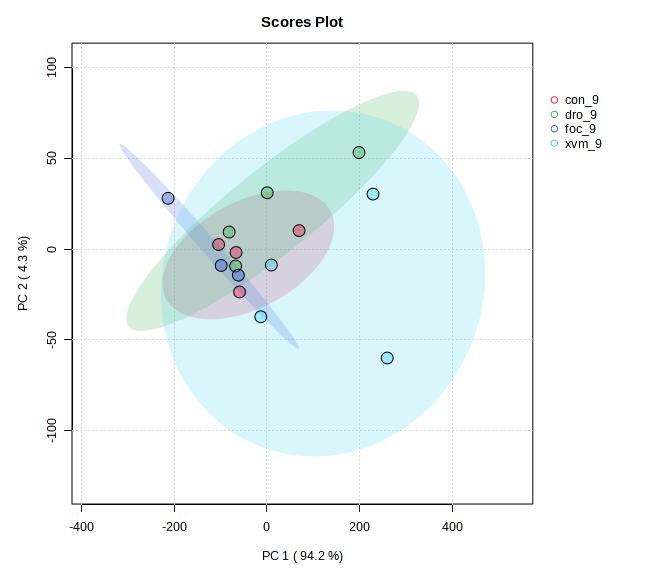 Scores Plot
con_9
dro_9
foc_9
xvm_9
100
50
0
-50
-100
PC 2 ( 4.3 %)
-400
-200
0
200
400
PC 1 ( 94.2 %)